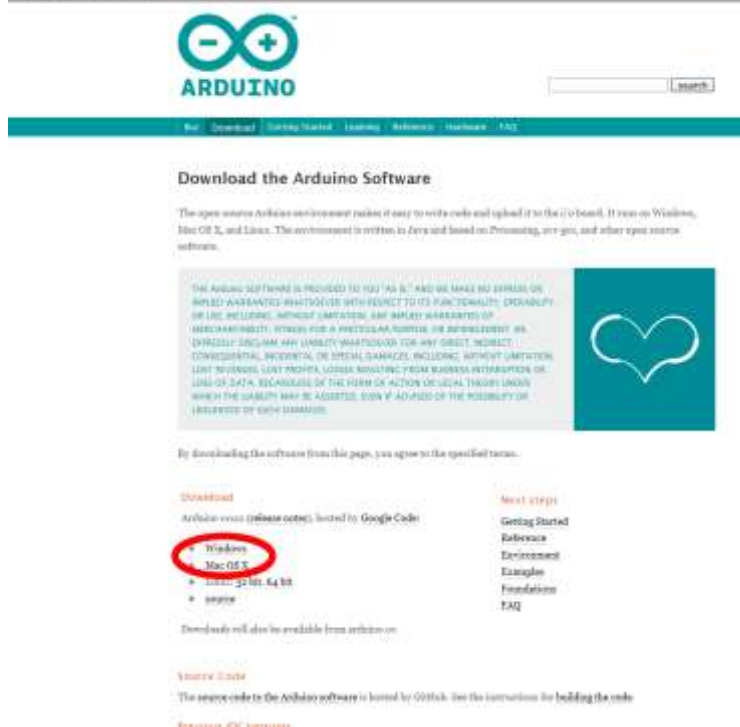 ARDUINO
search
Buy Download Getting Started Learning Reference Hardware FAQ
Download the Arduino Software
The open-source Arduino environment makes it easy to write code and upload it to the i/o board. It runs on Windows,
Mac OS X, and Linux. The environment is written in Java and based on Processing, avr-gcc, and other open source
software.
THE ARDUINO SOFTWARE IS PROVIDED TO YOU "AS IS," AND WE MAKE NO EXPRESS OR
IMPLIED WARRANTIES WHATSOEVER WITH RESPECT TO ITS FUNCTIONALITY, OPERABILITY,
OR USE, INCLUDING, WITHOUT LIMITATION, ANY IMPLIED WARRANTIES OF
MERCHANTABILITY, FITNESS FOR A PARTICULAR PURPOSE, OR INFRINGEMENT. WE
EXPRESSLY DISCLAIM ANY LIABILITY WHATSOEVER FOR ANY DIRECT, INDIRECT,
CONSEQUENTIAL, INCIDENTAL OR SPECIAL DAMAGES, INCLUDING, WITHOUT LIMITATION,
LOST REVENUES, LOST PROFITS, LOSSES RESULTING FROM BUSINESS INTERRUPTION OR
LOSS OF DATA, REGARDLESS OF THE FORM OF ACTION OR LEGAL THEORY UNDER
WHICH THE LIABILITY MAY BE ASSERTED, EVEN IF ADVISED OF THE POSSIBILITY OR
LIKELIHOOD OF SUCH DAMAGES.
By downloading the software from this page, you agree to the specified terms.
Download
Arduino (release notes), hosted by Google Code:
Windows
Mac OS X
32 bit, 64 bit
source
Downloads will also be available from arduino.cc
Next steps
Getting Started
Reference
Environment
Examples
Foundations
FAQ
Source Code
The source code to the Arduino software is hosted by GitHub. See the instructions for building the code.